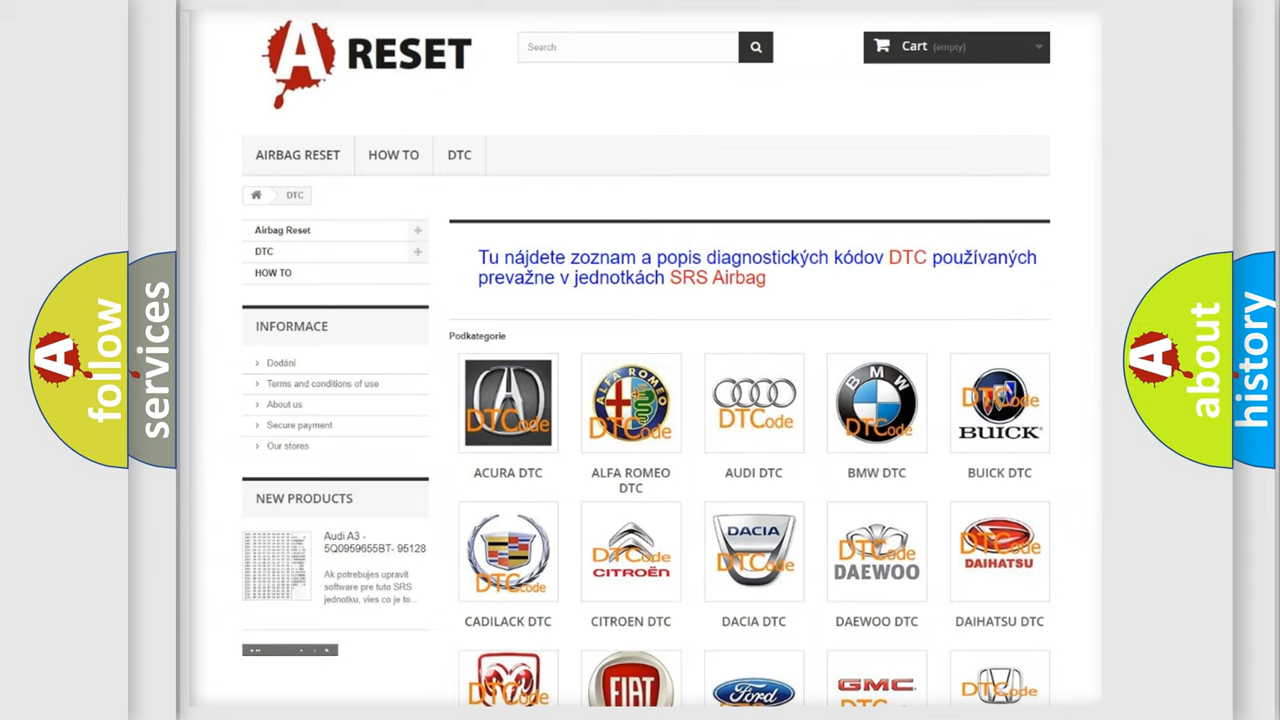 A RESET
Search
Cart (empty)
AIRBAG RESET
HOW TO
DTC
DTC
Airbag Reset
DTC
HOW TO
Tu nájdete zoznam a popis diagnostických kódov DTC používaných
prevažne v jednotkách SRS Airbag
INFORMACE
Dodání
Terms and conditions of use
About us
Secure payment
Our stores
NEW PRODUCTS
Audi A3 -
5Q0959655BT- 95128
Ak potrebujes upravit
software pre tuto SRS
jednotku, vies co je to...
Podkategorie
DTCode
ALFA ROMEO
DTCode
DTCode
BMW
DTCode
DTCode
BUICK
ACURA DTC
ALFA ROMEO
DTC
AUDI DTC
BMW DTC
BUICK DTC
DTCode
DTCode
CITROËN
DACIA
DTCode
DTCode
DAEWOO
DTCode
DAIHATSU
CADILACK DTC
CITROEN DTC
DACIA DTC
DAEWOO DTC
DAIHATSU DTC
DTCode
FIAT
Ford
GMC
DTCode
A follow
services
A about
history